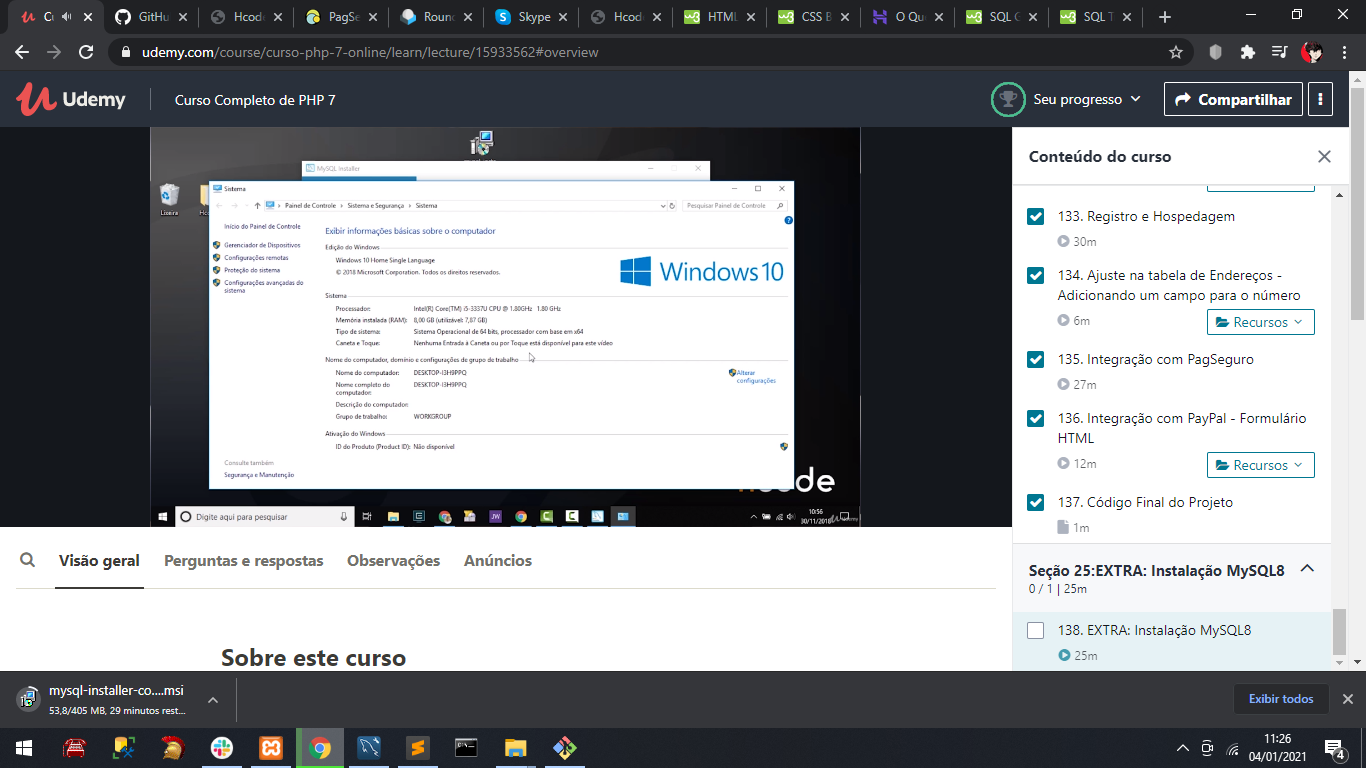 Cu
GitHu
Hcode
PagSe
Roun
Skype
Hcode
HTML
CSS B
O Que
SQL G
SQL T
udemy.com/course/curso-php-7-online/learn/lecture/15933562#overview
Udemy
Curso Completo de PHP 7
Seu progresso
Compartilhar
MySQL Installer
Sistema
Lixeira
Painel de Controle › Sistema e Segurança › Sistema
Pesquisar Painel de Controle
Início do Painel de Controle
Gerenciador de Dispositivos
Configurações remotas
Proteção do sistema
Configurações avançadas do
sistema
Exibir informações básicas sobre o computador
Edição do Windows
Windows 10 Home Single Language
© 2018 Microsoft Corporation. Todos os direitos reservados.
Windows 10
Sistema
Processador: Intel(R) Core(TM) i5-3337U CPU @ 1.80GHz 1.80 GHz
Memória instalada (RAM): 8,00 GB (utilizável: 7,87 GB)
Tipo de sistema: Sistema Operacional de 64 bits, processador com base em x64
Caneta e Toque: Nenhuma Entrada à Caneta ou por Toque está disponível para este vídeo
Nome do computador, domínio e configurações de grupo de trabalho
Nome do computador: DESKTOP-I3H9PPQ
Nome completo do
computador: DESKTOP-I3H9PPQ
Descrição do computador:
Grupo de trabalho: WORKGROUP
Alterar
configurações
Ativação do Windows
ID do Produto (Product ID): Não disponível
Consulte também
Segurança e Manutenção
code
Digite aqui para pesquisar
JW
10:56
30/11/2018
Udemy
Conteúdo do curso
133. Registro e Hospedagem
30m
134. Ajuste na tabela de Endereços -
Adicionando um campo para o número
6m
Recursos
135. Integração com PagSeguro
27m
136. Integração com PayPal - Formulário
HTML
12m
Recursos
137. Código Final do Projeto
1m
Seção 25:EXTRA: Instalação MySQL8
0 / 1 | 25m
138. EXTRA: Instalação MySQL8
25m
Visão geral
Perguntas e respostas
Observações
Anúncios
Sobre este curso
mysql-installer-co....msi
53,8/405 MB, 29 minutos rest...
Exibir todos
11:26
04/01/2021
4